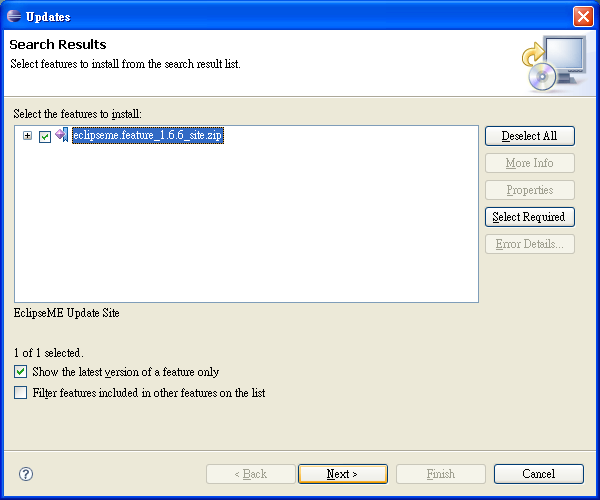 Updates
Search Results
Select features to install from the search result list.
Select the features to install:
eclipseme.feature_1.6.6_site.zip
Deselect All
More Info
Properties
Select Required
Error Details...
EclipseME Update Site
1 of 1 selected.
Show the latest version of a feature only
Filter features included in other features on the list
?
< Back
Next >
Finish
Cancel